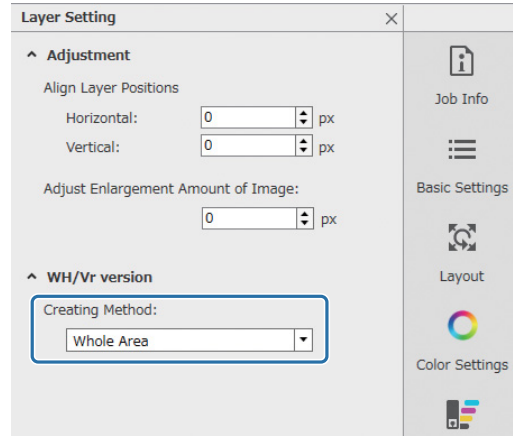 Layer Setting
Adjustment
Align Layer Positions
Horizontal: 0 px
Vertical: 0 px
Adjust Enlargement Amount of Image:
0 px
WH/Vr version
Creating Method:
Whole Area
Job Info
Basic Settings
Layout
Color Settings